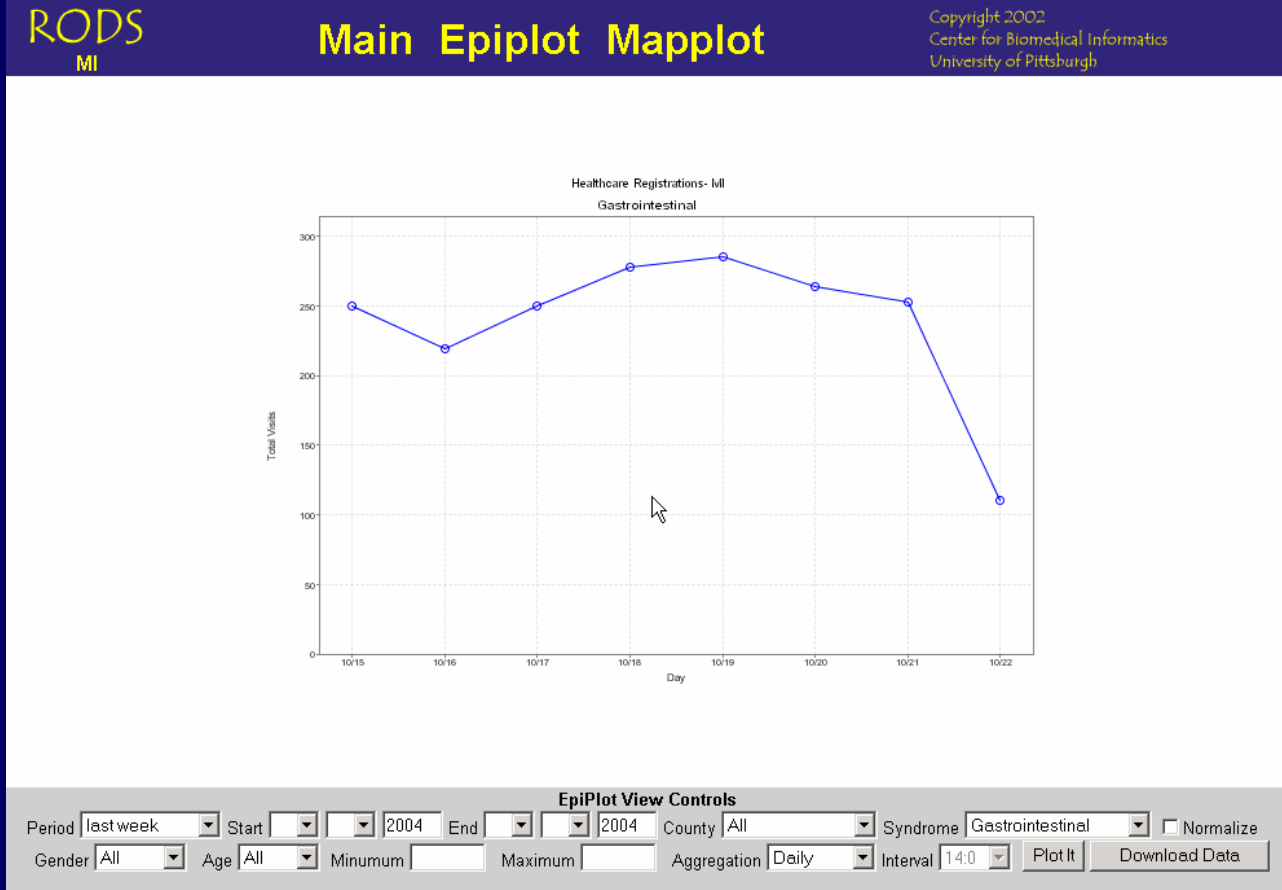 RODS
MI
Main Epiplot Mapplot
Copyright 2002
Center for Biomedical Informatics
University of Pittsburgh
Healthcare Registrations- MI
Gastrointestinal
300
250
200
150
100
50
0
Total Visits
10/15 10/16 10/17 10/18 10/19 10/20 10/21 10/22
Day
EpiPlot View Controls
Period last week Start 2004 End 2004 County All Syndrome Gastrointestinal Normalize
Gender All Age All Minumum Maximum Aggregation Daily Interval 14:0 Plot It Download Data